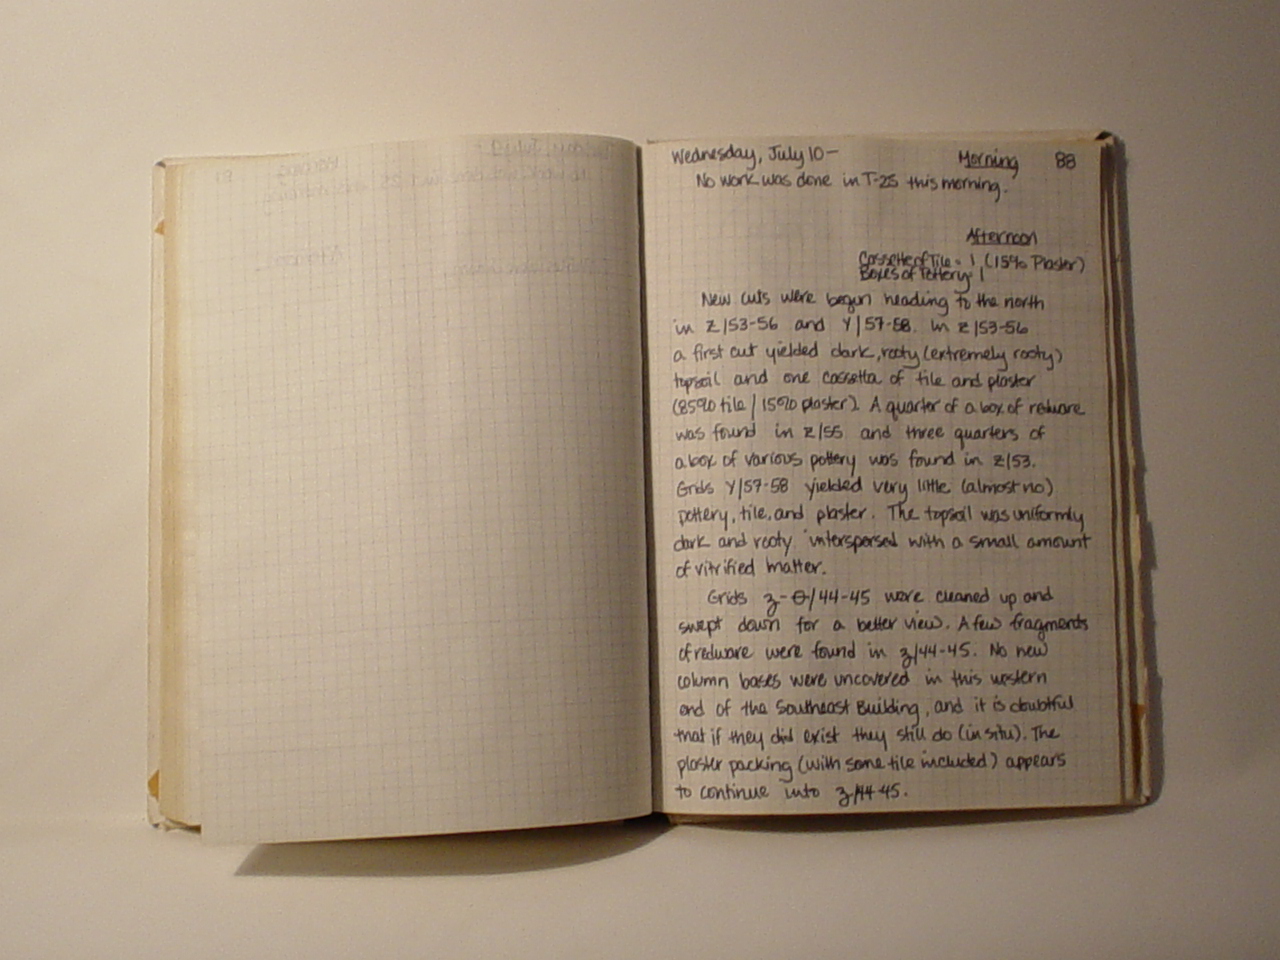 Wednesday, July 10— Morning 88
No work was done in T-25 this morning.
Afternoon
Cassette of Tile = 1 (15% Plaster)
Boxes of Pottery = 1
New cuts were begun heading to the north
in Z/53-56 and Y/57-58. In Z/53-56
a first cut yielded dark, rooty (extremely rooty)
topsoil and one cassetta of tile and plaster
(85% tile / 15% plaster). A quarter of a box of redware
was found in Z/55 and three quarters of
a box of various pottery was found in Z/53.
Grids Y/57-58 yielded very little (almost no)
pottery, tile, and plaster. The topsoil was uniformly
dark and rooty interspersed with a small amount
of vitrified matter.
Grids z-θ/44-45 were cleaned up and
swept down for a better view. A few fragments
of redware were found in z/44-45. No new
column bases were uncovered in this western
end of the Southeast Building, and it is doubtful
that if they did exist they still do (in situ). The
plaster packing (with some tile included) appears
to continue into z/44-45.